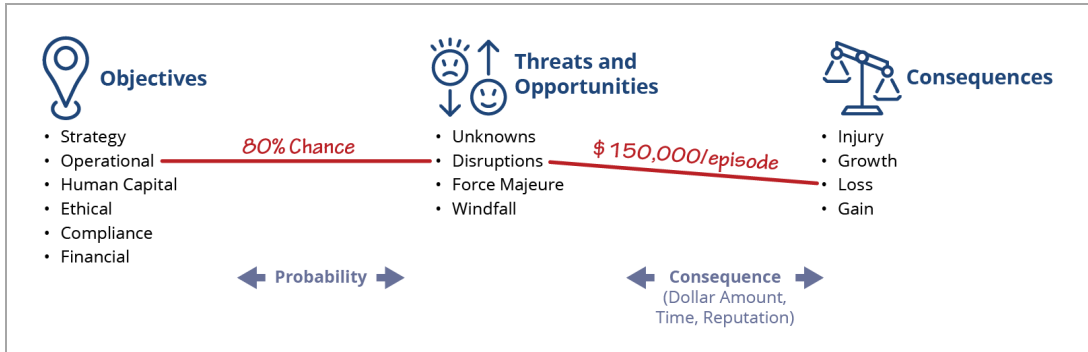 Objectives
• Strategy
• Operational
• Human Capital
• Ethical
• Compliance
• Financial
80% Chance
Probability
Threats and
Opportunities
• Unknowns
• Disruptions
• Force Majeure
• Windfall
$150,000/episode
Consequence
(Dollar Amount,
Time, Reputation)
Consequences
• Injury
• Growth
• Loss
• Gain